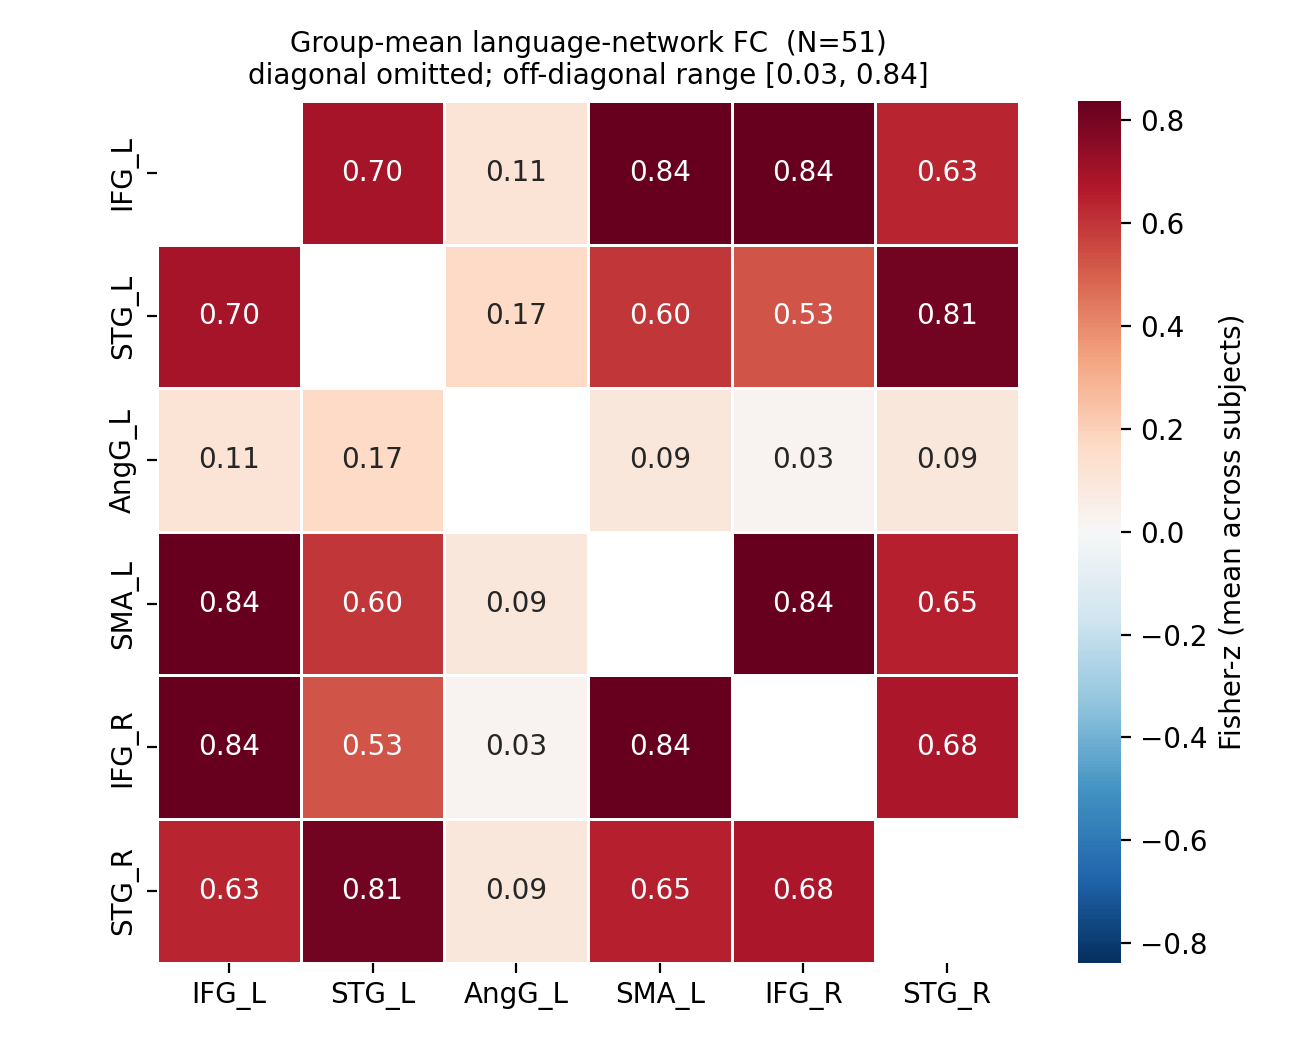 Group-mean language-network FC  (N=51)
diagonal omitted; off-diagonal range [0.03, 0.84]
IFG_L 0.70 0.11 0.84 0.84 0.63
STG_L 0.70 0.17 0.60 0.53 0.81
AngG_L 0.11 0.17 0.09 0.03 0.09
SMA_L 0.84 0.60 0.09 0.84 0.65
IFG_R 0.84 0.53 0.03 0.84 0.68
STG_R 0.63 0.81 0.09 0.65 0.68
IFG_L STG_L AngG_L SMA_L IFG_R STG_R
0.8
0.6
0.4
0.2
0.0
−0.2
−0.4
−0.6
−0.8
Fisher-z (mean across subjects)